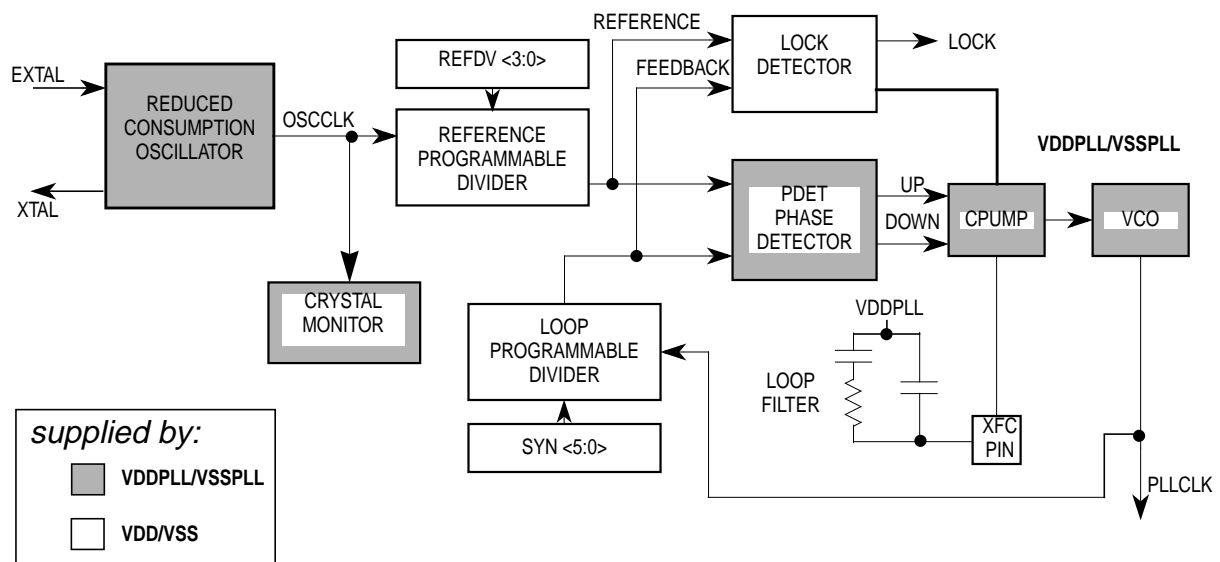 REFERENCE
REFDV <3:0>
LOCK
DETECTOR
LOCK
EXTAL
FEEDBACK
REDUCED
CONSUMPTION
OSCILLATOR
OSCCLK
REFERENCE
PROGRAMMABLE
DIVIDER
VDDPLL/VSSPLL
XTAL
PDET
PHASE
DETECTOR
UP
DOWN
CPUMP
VCO
CRYSTAL
MONITOR
LOOP
PROGRAMMABLE
DIVIDER
VDDPLL
LOOP
FILTER
XFC
PIN
SYN <5:0>
PLLCLK
supplied by:
VDDPLL/VSSPLL
VDD/VSS